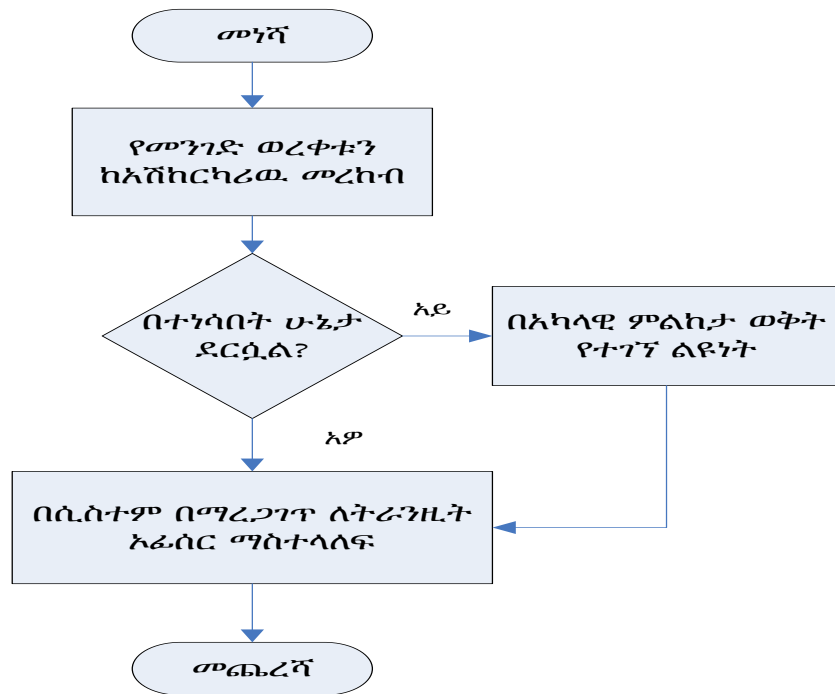 መነሻ
የመንገድ ወረቀቱን
ከአሽከርካሪዉ መረከብ
በተነሳበት ሁኔታ
ደርሷል?
አይ
በአካላዊ ምልከታ ወቅት
የተገኘ ልዩነት
አዎ
በሲስተም በማረጋገጥ ለትራንዚት
ኦፊሰር ማስተላለፍ
መጨረሻ